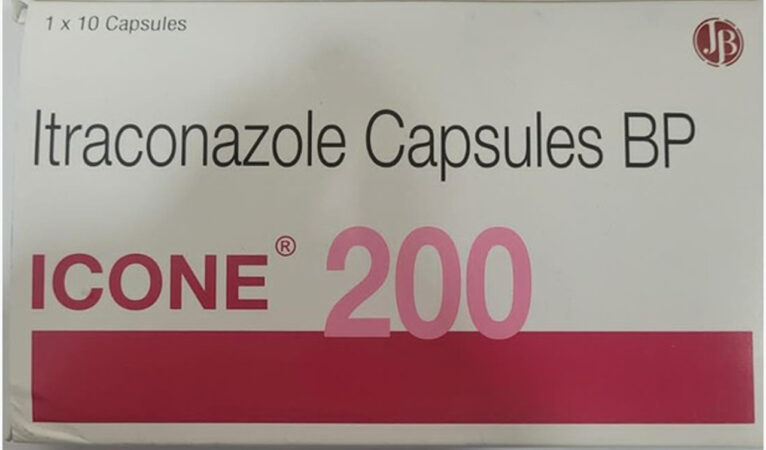 1 x 10 Capsules
JB
Itraconazole Capsules BP
ICONE® 200